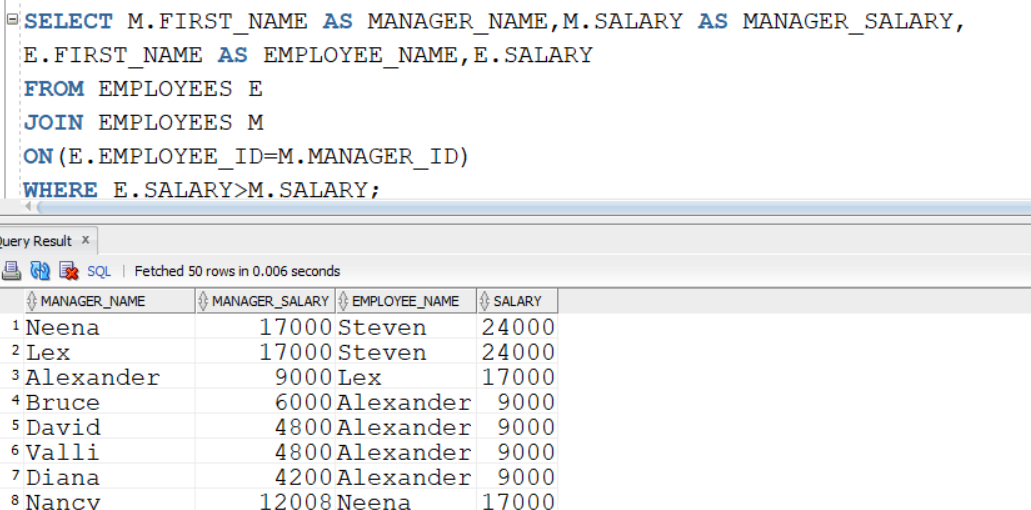 SELECT M.FIRST_NAME AS MANAGER_NAME,M.SALARY AS MANAGER_SALARY,
E.FIRST_NAME AS EMPLOYEE_NAME,E.SALARY
FROM EMPLOYEES E
JOIN EMPLOYEES M
ON(E.EMPLOYEE_ID=M.MANAGER_ID)
WHERE E.SALARY>M.SALARY;
Query Result x
SQL | Fetched 50 rows in 0.006 seconds
MANAGER_NAME MANAGER_SALARY EMPLOYEE_NAME SALARY
1 Neena 17000 Steven 24000
2 Lex 17000 Steven 24000
3 Alexander 9000 Lex 17000
4 Bruce 6000 Alexander 9000
5 David 4800 Alexander 9000
6 Valli 4800 Alexander 9000
7 Diana 4200 Alexander 9000
8 Nancy 12008 Neena 17000